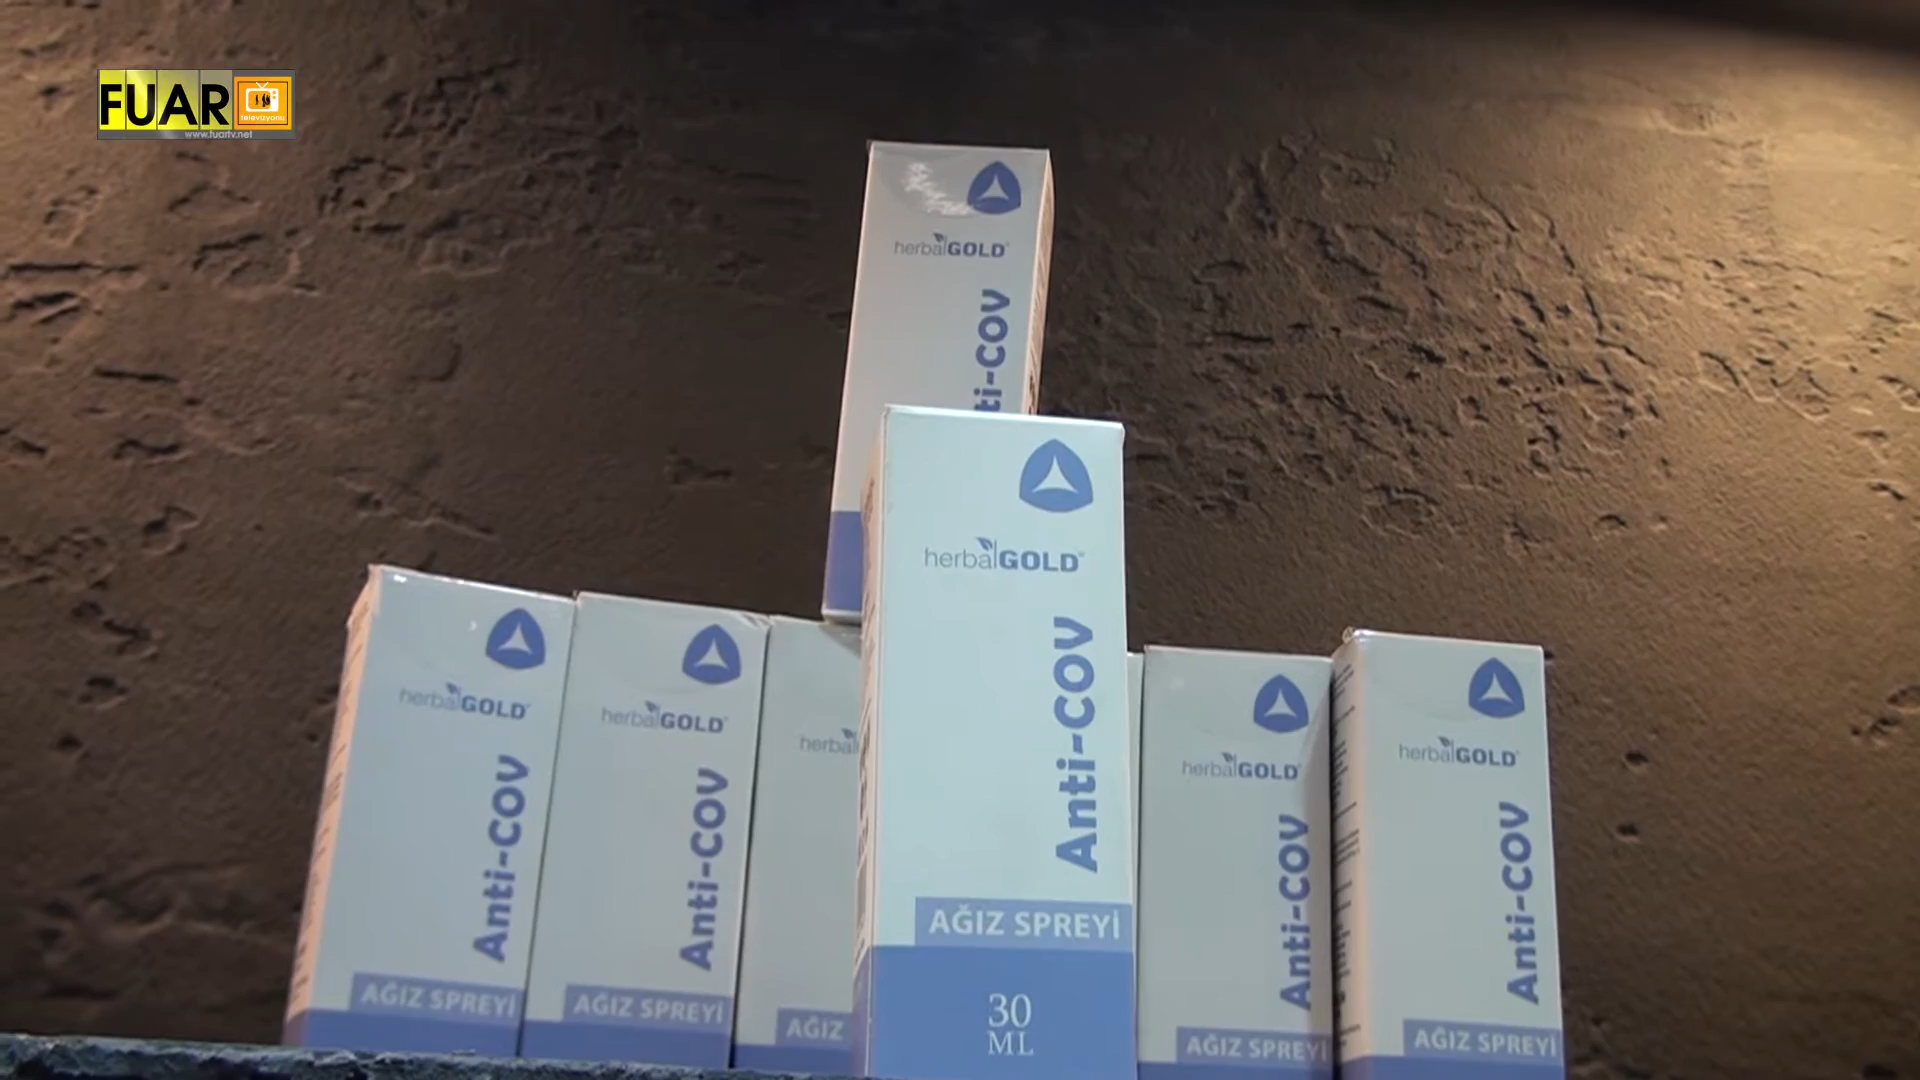 FUAR
televizyonu
www.fuartv.net
herbalGOLD
ti-COV
herbalGOLD
Anti-COV
AĞIZ SPREYİ
30
ML
herbalGOLD
Anti-COV
AĞIZ SPREYİ
herbalGOLD
Anti-COV
AĞIZ SPREYİ
herbal
AĞIZ
herbalGOLD
Anti-COV
AĞIZ SPREYİ
herbalGOLD
Anti-COV
AĞIZ SPREYİ